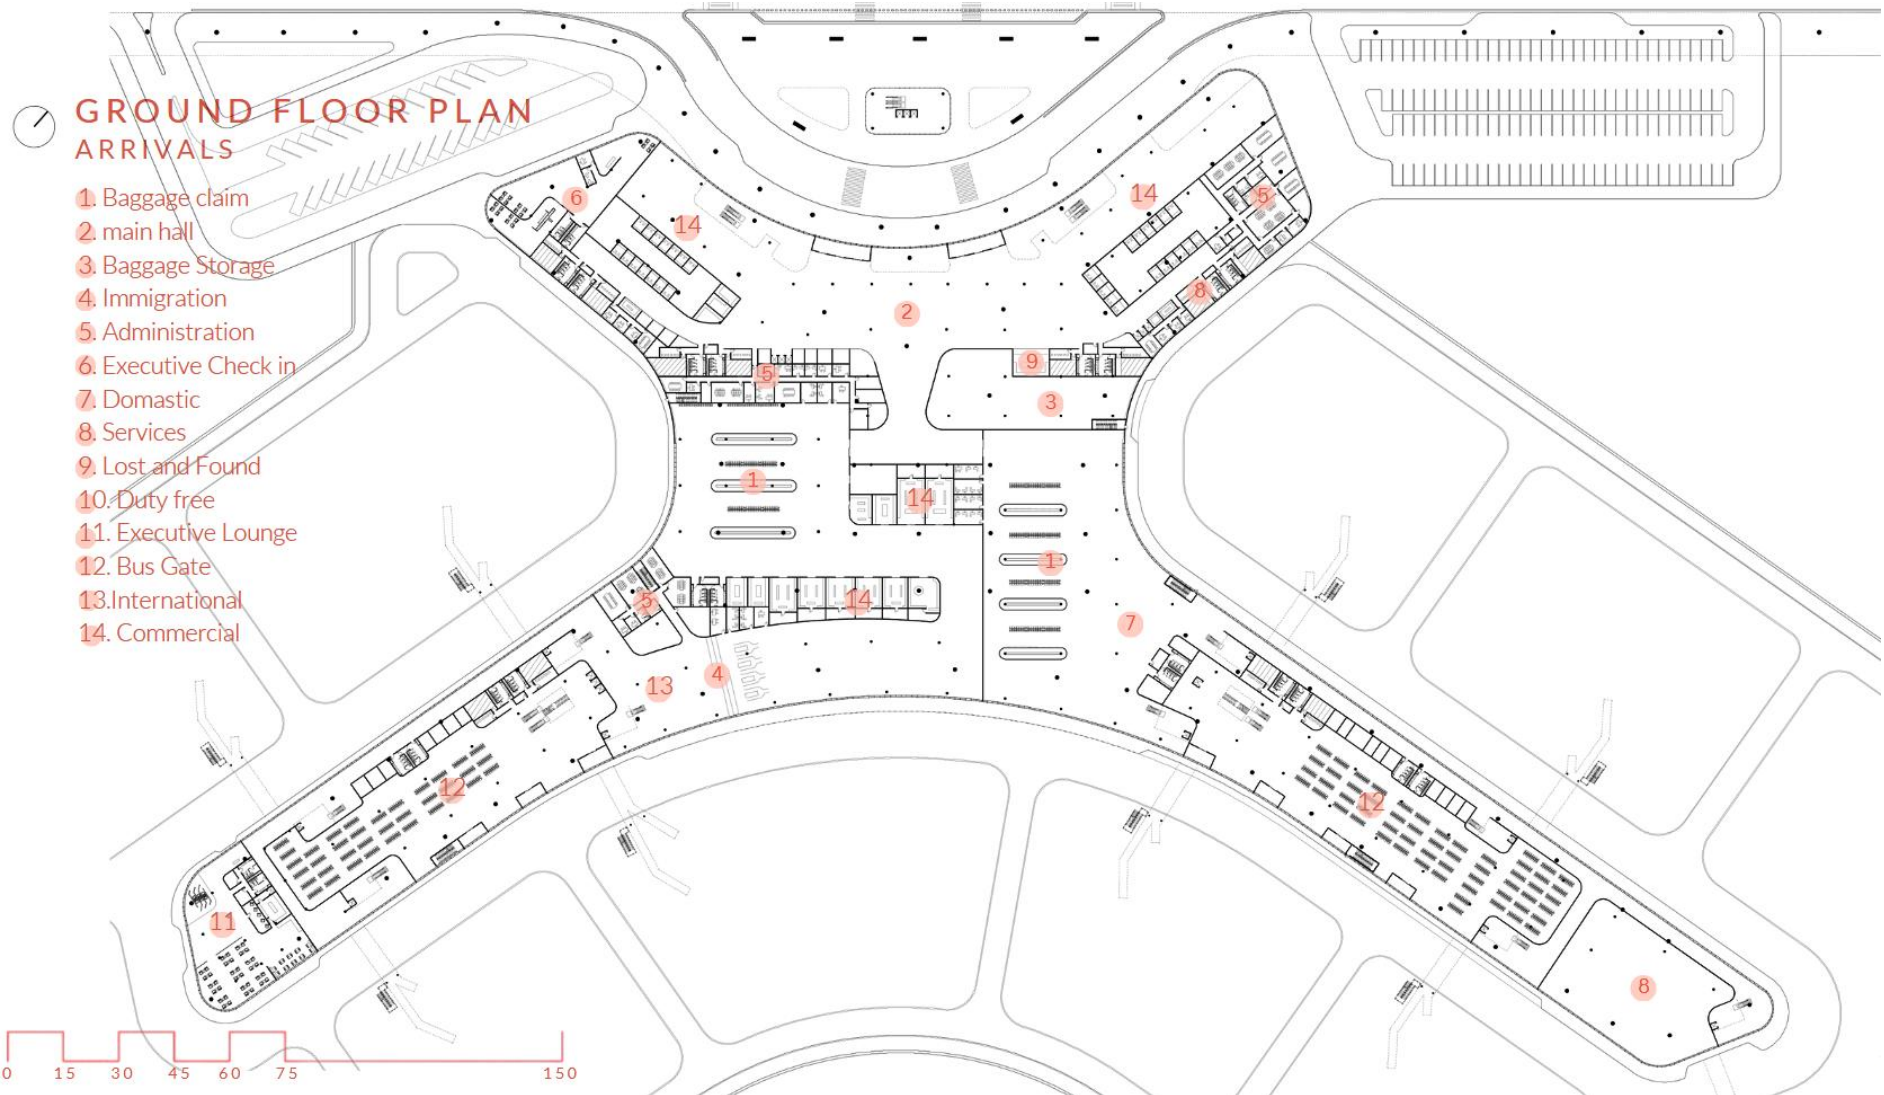 GROUND FLOOR PLAN
ARRIVALS
1. Baggage claim
2. main hall
3. Baggage Storage
4. Immigration
5. Administration
6. Executive Check in
7. Domastic
8. Services
9. Lost and Found
10. Duty free
11. Executive Lounge
12. Bus Gate
13.International
14. Commercial
6
14
14
5
8
2
9
5
3
1
14
1
5
14
7
4
13
12
12
11
8
0 15 30 45 60 75 150